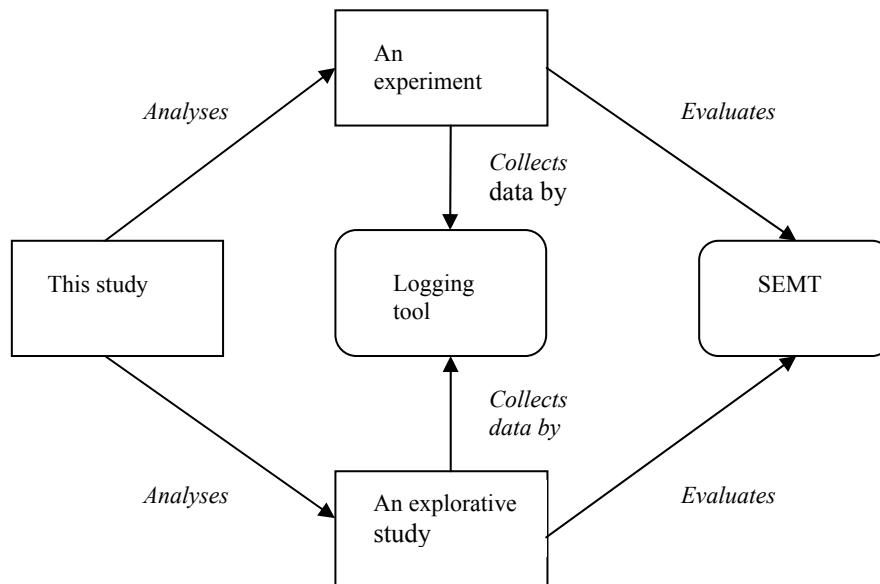 An
experiment
Analyses
Evaluates
Collects
data by
This study
Logging
tool
SEMT
Collects
data by
Analyses
An explorative
study
Evaluates